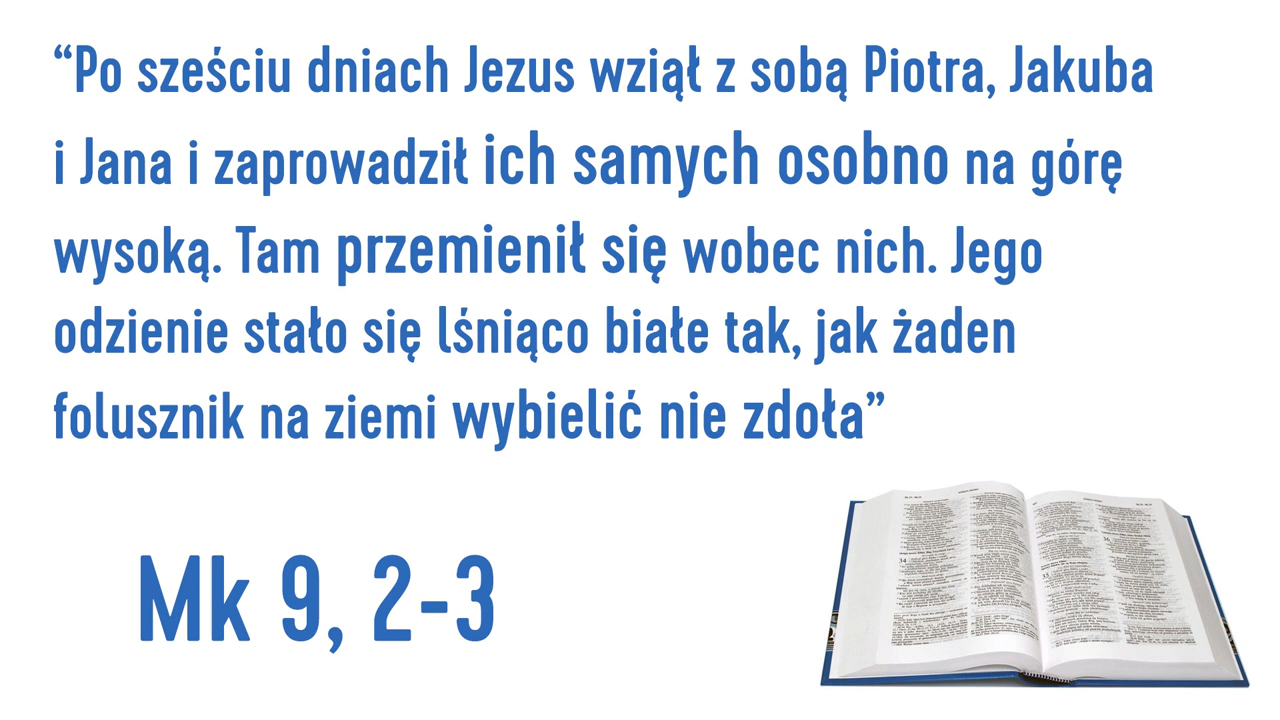 “Po sześciu dniach Jezus wziął z sobą Piotra, Jakuba
i Jana i zaprowadził ich samych osobno na górę
wysoką. Tam przemienił się wobec nich. Jego
odzienie stało się lśniąco białe tak, jak żaden
folusznik na ziemi wybielić nie zdoła”
Mk 9, 2-3